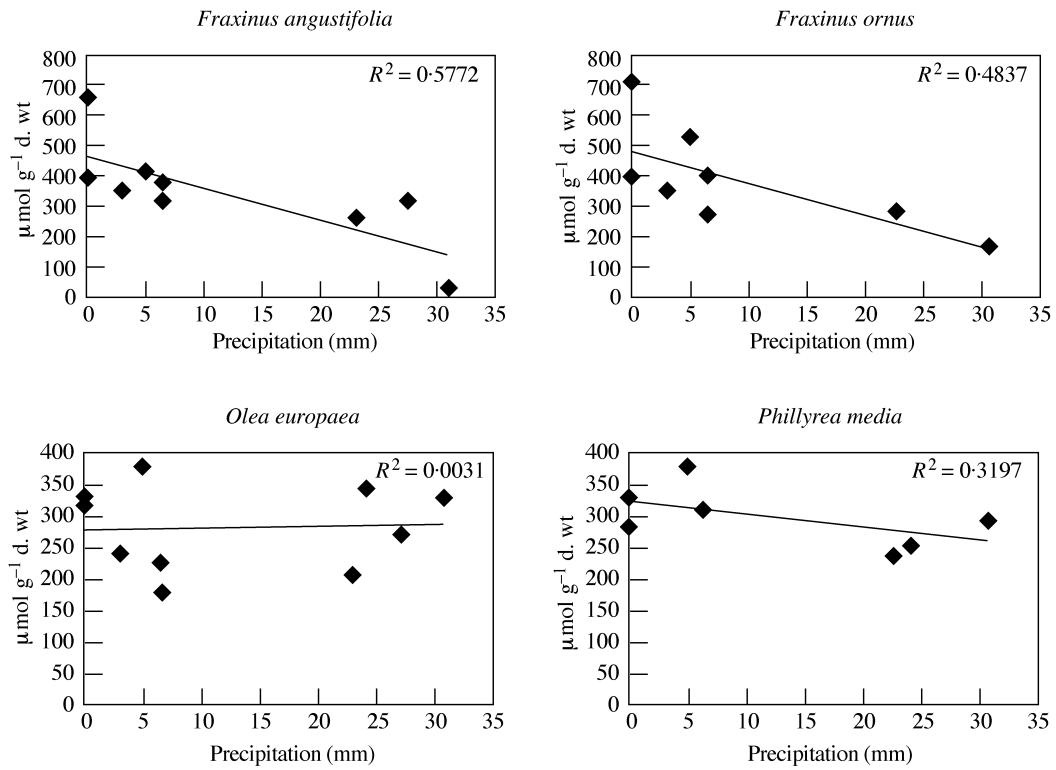 Fraxinus angustifolia
R² = 0·5772
μmol g⁻¹ d. wt
800
700
600
500
400
300
200
100
0
0 5 10 15 20 25 30 35
Precipitation (mm)
Fraxinus ornus
R² = 0·4837
μmol g⁻¹ d. wt
800
700
600
500
400
300
200
100
0
0 5 10 15 20 25 30 35
Precipitation (mm)
Olea europaea
R² = 0·0031
μmol g⁻¹ d. wt
400
350
300
250
200
150
100
50
0
0 5 10 15 20 25 30 35
Precipitation (mm)
Phillyrea media
R² = 0·3197
μmol g⁻¹ d. wt
400
350
300
250
200
150
100
50
0
0 5 10 15 20 25 30 35
Precipitation (mm)